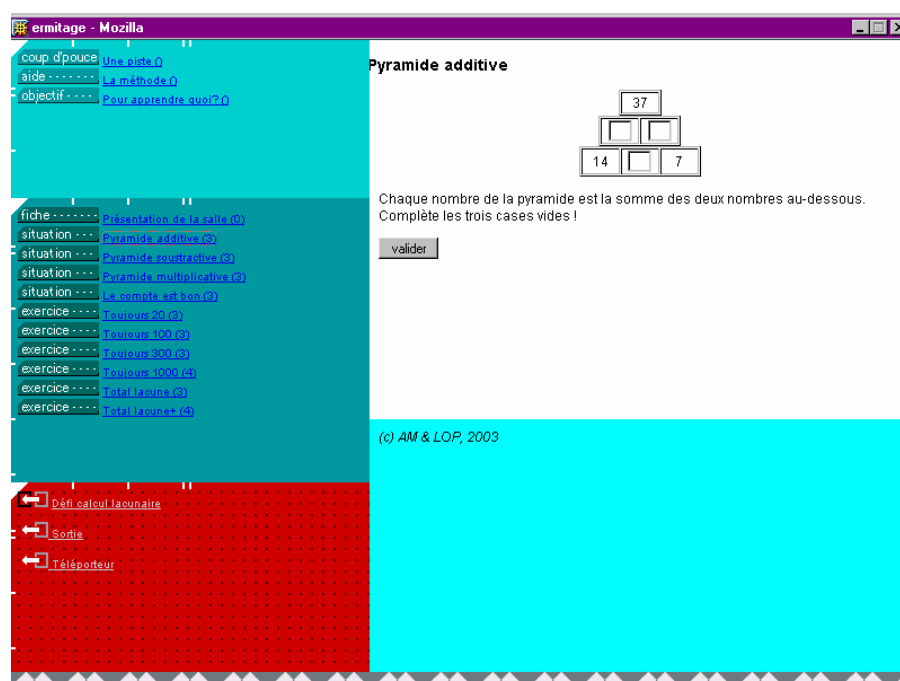 ermitage - Mozilla
coup d'pouce Une piste ()
aide - - - - - - - La méthode ()
objectif - - - - Pour apprendre quoi? ()
Pyramide additive
37
14 7
Chaque nombre de la pyramide est la somme des deux nombres au-dessous.
Complète les trois cases vides !
valider
fiche - - - - - - - Présentation de la salle (0)
situation - - - Pyramide additive (3)
situation - - - Pyramide soustractive (3)
situation - - - Pyramide multiplicative (3)
situation - - - Le compte est bon (3)
exercice - - - - Toujours 20 (3)
exercice - - - - Toujours 100 (3)
exercice - - - - Toujours 300 (3)
exercice - - - - Toujours 1000 (4)
exercice - - - - Total lacune (3)
exercice - - - - Total lacune+ (4)
(c) AM & LOP, 2003
Défi calcul lacunaire
Sortie
Téléporteur